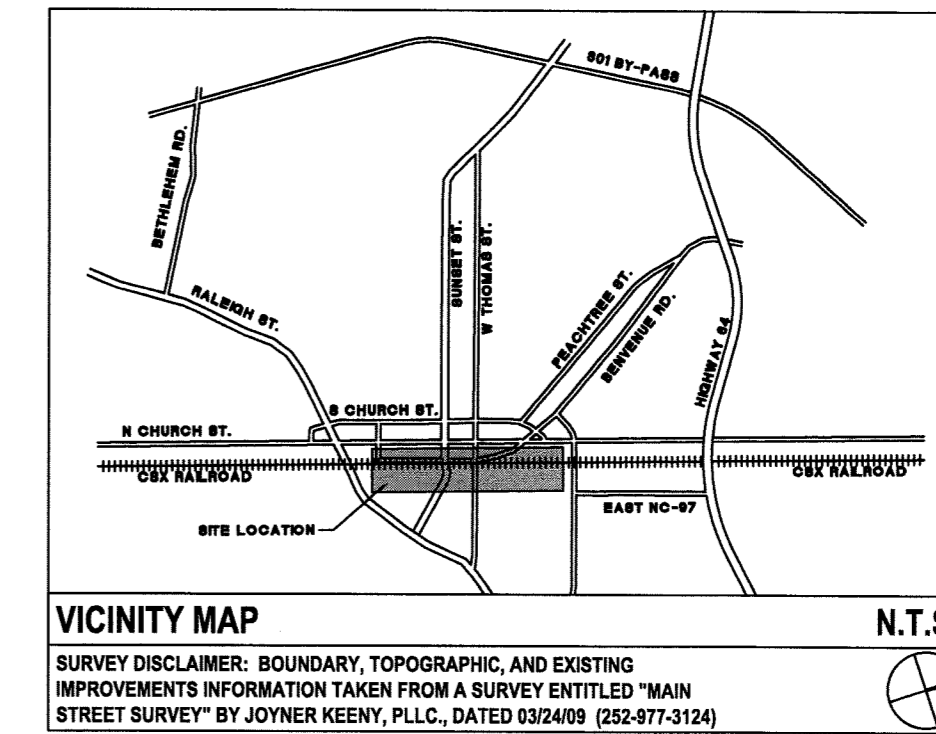 301 BY-PASS
BETHLEHEM RD.
RALEIGH ST.
SUNSET ST.
W THOMAS ST.
PEACHTREE ST.
BENVENUE RD.
HIGHWAY 64
S CHURCH ST.
N CHURCH ST.
CSX RAILROAD
CSX RAILROAD
EAST NC-97
SITE LOCATION
VICINITY MAP
N.T.S
SURVEY DISCLAIMER: BOUNDARY, TOPOGRAPHIC, AND EXISTING
IMPROVEMENTS INFORMATION TAKEN FROM A SURVEY ENTITLED "MAIN
STREET SURVEY" BY JOYNER KEENY, PLLC., DATED 03/24/09 (252-977-3124)